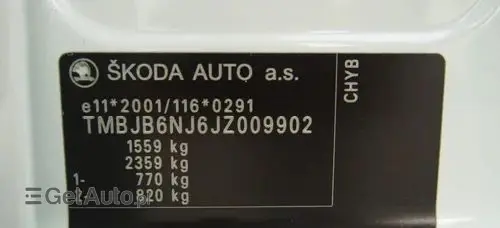 ŠKODA AUTO a.s.
e11*2001/116*0291
TMBJB6NJ6JZ009902
1559 kg
2359 kg
1- 770 kg
820 kg
CHYB
GetAuto.pl